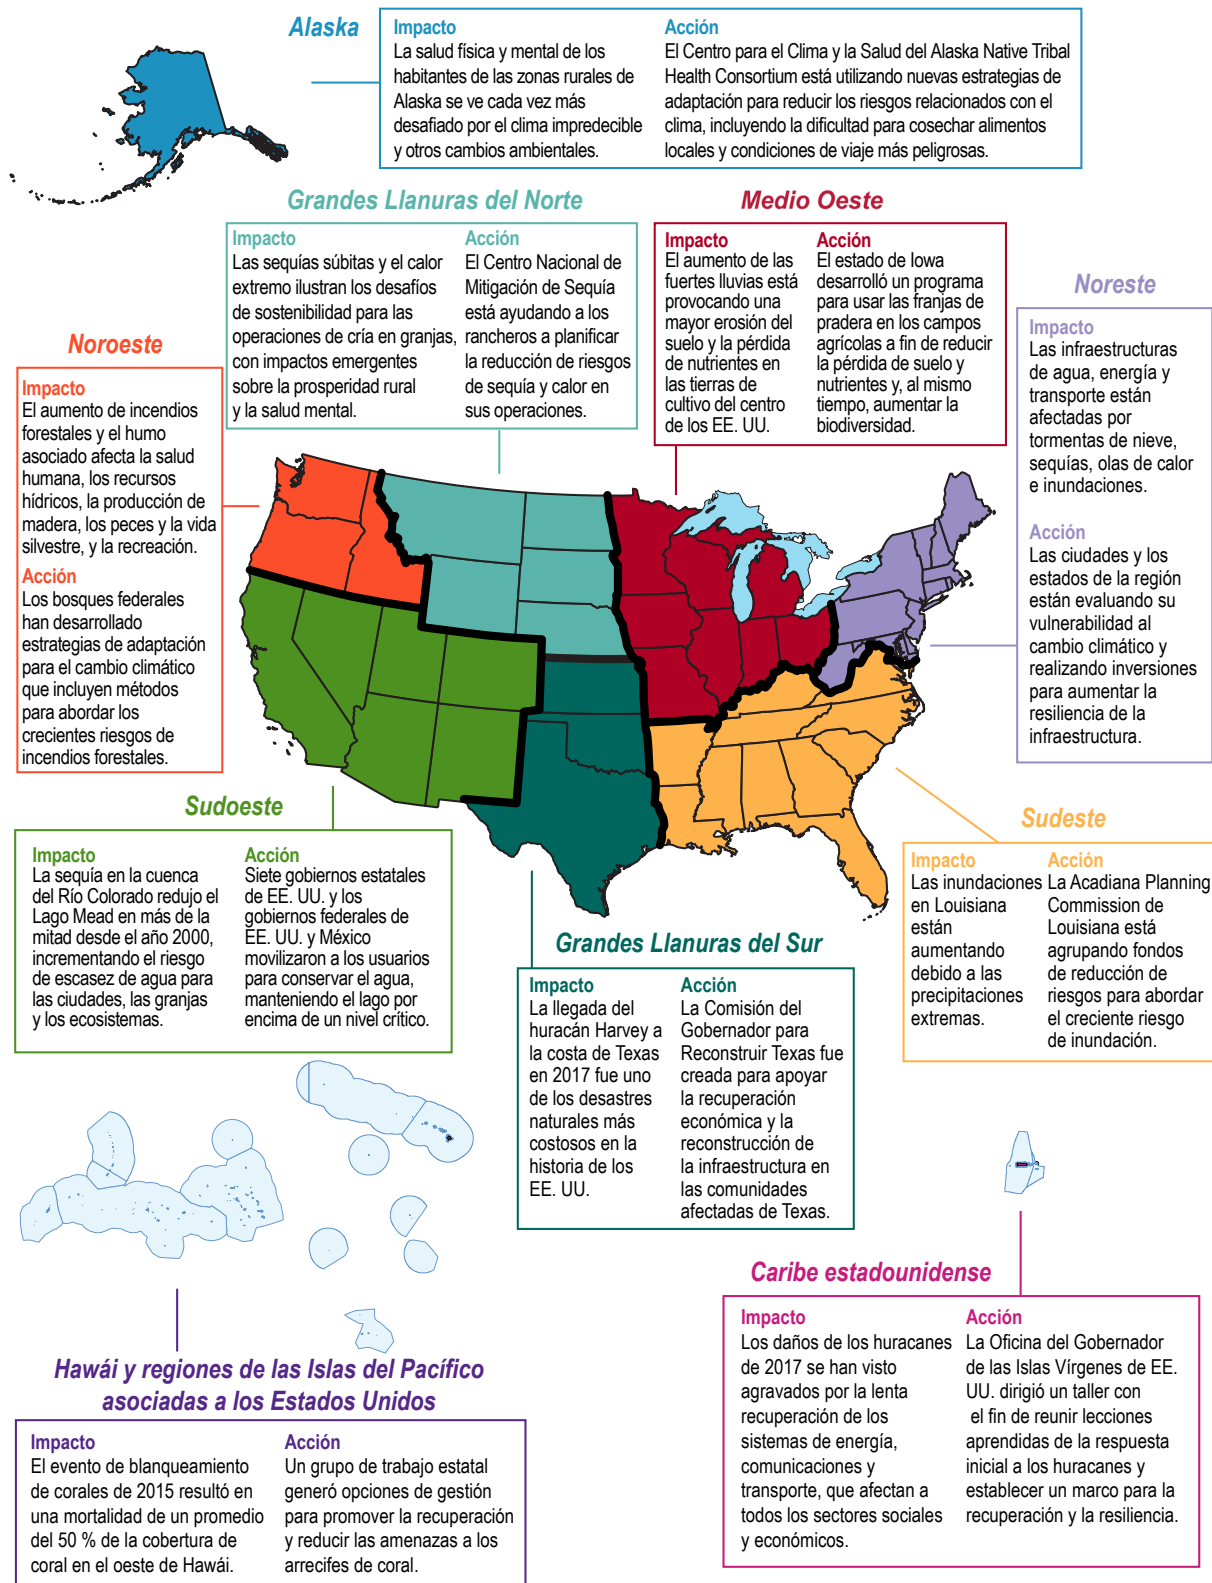 Alaska
Impacto
La salud física y mental de los
habitantes de las zonas rurales de
Alaska se ve cada vez más
desafiado por el clima impredecible
y otros cambios ambientales.
Acción
El Centro para el Clima y la Salud del Alaska Native Tribal
Health Consortium está utilizando nuevas estrategias de
adaptación para reducir los riesgos relacionados con el
clima, incluyendo la dificultad para cosechar alimentos
locales y condiciones de viaje más peligrosas.
Grandes Llanuras del Norte
Impacto
Las sequías súbitas y el calor
extremo ilustran los desafíos
de sostenibilidad para las
operaciones de cría en granjas,
con impactos emergentes
sobre la prosperidad rural
y la salud mental.
Acción
El Centro Nacional de
Mitigación de Sequía
está ayudando a los
rancheros a planificar
la reducción de riesgos
de sequía y calor en
sus operaciones.
Medio Oeste
Impacto
El aumento de las
fuertes lluvias está
provocando una
mayor erosión del
suelo y la pérdida
de nutrientes en
las tierras de
cultivo del centro
de los EE. UU.
Acción
El estado de Iowa
desarrolló un programa
para usar las franjas de
pradera en los campos
agrícolas a fin de reducir
la pérdida de suelo y
nutrientes y, al mismo
tiempo, aumentar la
biodiversidad.
Noreste
Impacto
Las infraestructuras
de agua, energía y
transporte están
afectadas por
tormentas de nieve,
sequías, olas de calor
e inundaciones.
Acción
Las ciudades y los
estados de la región
están evaluando su
vulnerabilidad al
cambio climático y
realizando inversiones
para aumentar la
resiliencia de la
infraestructura.
Noroeste
Impacto
El aumento de incendios
forestales y el humo
asociado afecta la salud
humana, los recursos
hídricos, la producción de
madera, los peces y la vida
silvestre, y la recreación.
Acción
Los bosques federales
han desarrollado
estrategias de adaptación
para el cambio climático
que incluyen métodos
para abordar los
crecientes riesgos de
incendios forestales.
Sudoeste
Impacto
La sequía en la cuenca
del Río Colorado redujo el
Lago Mead en más de la
mitad desde el año 2000,
incrementando el riesgo
de escasez de agua para
las ciudades, las granjas
y los ecosistemas.
Acción
Siete gobiernos estatales
de EE. UU. y los
gobiernos federales de
EE. UU. y México
movilizaron a los usuarios
para conservar el agua,
manteniendo el lago por
encima de un nivel crítico.
Sudeste
Impacto
Las inundaciones
en Louisiana
están
aumentando
debido a las
precipitaciones
extremas.
Acción
La Acadiana Planning
Commission de
Louisiana está
agrupando fondos
de reducción de
riesgos para abordar
el creciente riesgo
de inundación.
Grandes Llanuras del Sur
Impacto
La llegada del
huracán Harvey a
la costa de Texas
en 2017 fue uno
de los desastres
naturales más
costosos en la
historia de los
EE. UU.
Acción
La Comisión del
Gobernador para
Reconstruir Texas fue
creada para apoyar
la recuperación
económica y la
reconstrucción de
la infraestructura en
las comunidades
afectadas de Texas.
Caribe estadounidense
Impacto
Los daños de los huracanes
de 2017 se han visto
agravados por la lenta
recuperación de los
sistemas de energía,
comunicaciones y
transporte, que afectan a
todos los sectores sociales
y económicos.
Acción
La Oficina del Gobernador
de las Islas Vírgenes de EE.
UU. dirigió un taller con
el fin de reunir lecciones
aprendidas de la respuesta
inicial a los huracanes y
establecer un marco para la
recuperación y la resiliencia.
Hawái y regiones de las Islas del Pacífico
asociadas a los Estados Unidos
Impacto
El evento de blanqueamiento
de corales de 2015 resultó en
una mortalidad de un promedio
del 50 % de la cobertura de
coral en el oeste de Hawái.
Acción
Un grupo de trabajo estatal
generó opciones de gestión
para promover la recuperación
y reducir las amenazas a los
arrecifes de coral.